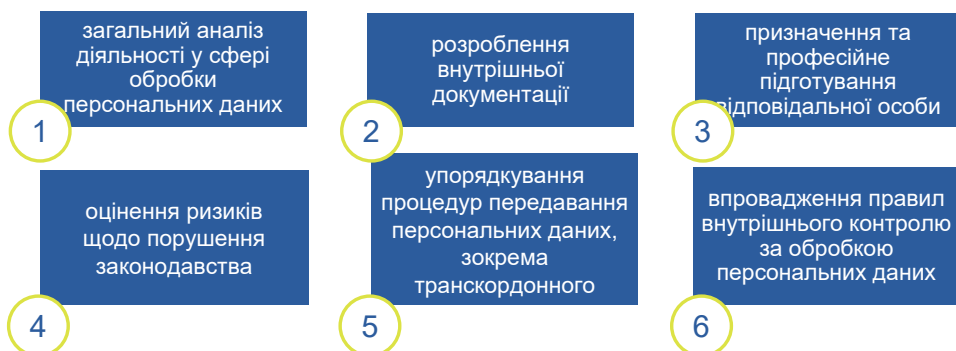 загальний аналіз
діяльності у сфері
обробки
персональних даних
1
розроблення
внутрішньої
документації
2
призначення та
професійне
підготування
відповідальної особи
3
оцінення ризиків
щодо порушення
законодавства
4
упорядкування
процедур передавання
персональних даних,
зокрема
транскордонного
5
впровадження правил
внутрішнього контролю
за обробкою
персональних даних
6